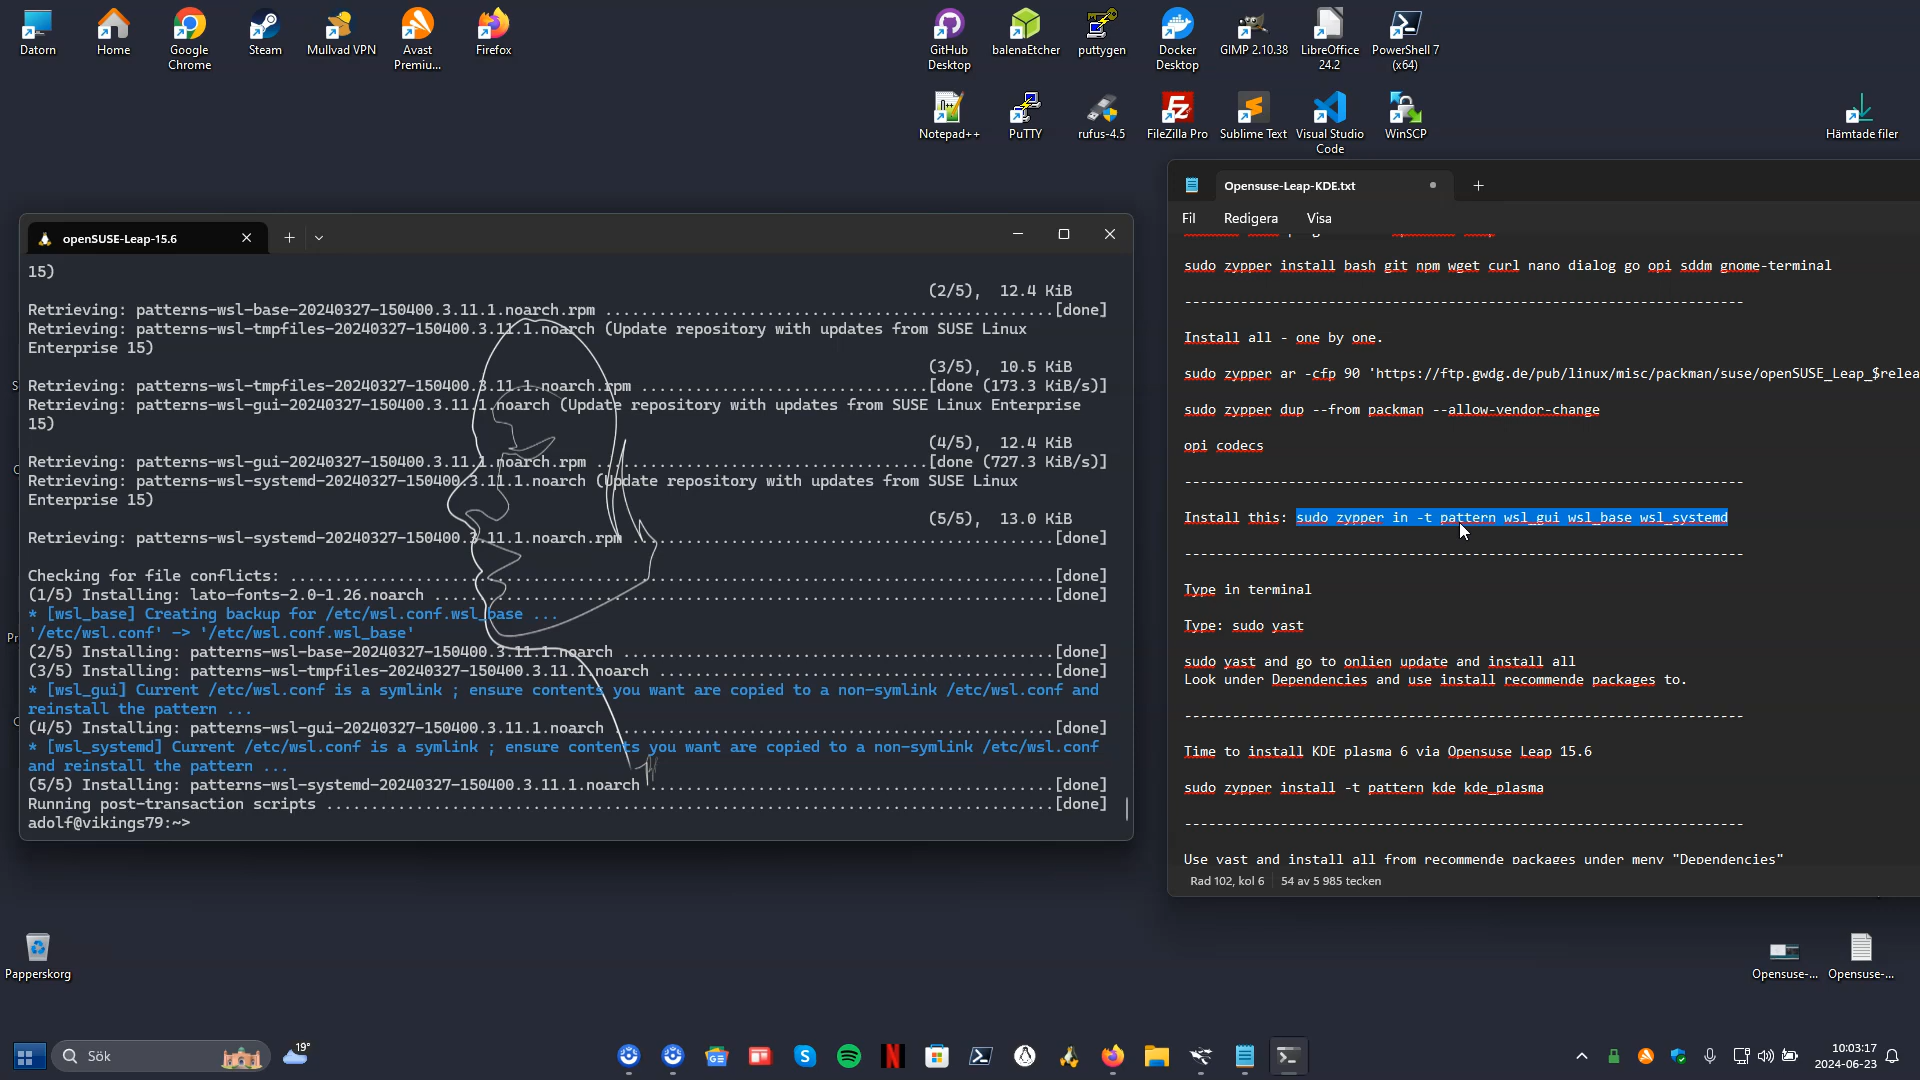 Datorn
Home
Google
Chrome
Steam
Mullvad VPN
Avast
Premiu...
Firefox
GitHub
Desktop
balenaEtcher
puttygen
Docker
Desktop
GIMP 2.10.38
LibreOffice
24.2
PowerShell 7
(x64)
Notepad++
PuTTY
rufus-4.5
FileZilla Pro
Sublime Text
Visual Studio
Code
WinSCP
Hämtade filer
openSUSE-Leap-15.6
15)
(2/5),  12.4 KiB
Retrieving: patterns-wsl-base-20240327-150400.3.11.1.noarch.rpm ..................................................[done]
Retrieving: patterns-wsl-tmpfiles-20240327-150400.3.11.1.noarch (Update repository with updates from SUSE Linux
Enterprise 15)
(3/5),  10.5 KiB
Retrieving: patterns-wsl-tmpfiles-20240327-150400.3.11.1.noarch.rpm ................................[done (173.3 KiB/s)]
Retrieving: patterns-wsl-gui-20240327-150400.3.11.1.noarch (Update repository with updates from SUSE Linux Enterprise
15)
(4/5),  12.4 KiB
Retrieving: patterns-wsl-gui-20240327-150400.3.11.1.noarch.rpm .....................................[done (727.3 KiB/s)]
Retrieving: patterns-wsl-systemd-20240327-150400.3.11.1.noarch (Update repository with updates from SUSE Linux
Enterprise 15)
(5/5),  13.0 KiB
Retrieving: patterns-wsl-systemd-20240327-150400.3.11.1.noarch.rpm ...............................................[done]
Checking for file conflicts: .....................................................................................[done]
(1/5) Installing: lato-fonts-2.0-1.26.noarch .....................................................................[done]
* [wsl_base] Creating backup for /etc/wsl.conf.wsl_base ...
'/etc/wsl.conf' -> '/etc/wsl.conf.wsl_base'
(2/5) Installing: patterns-wsl-base-20240327-150400.3.11.1.noarch ................................................[done]
(3/5) Installing: patterns-wsl-tmpfiles-20240327-150400.3.11.1.noarch ............................................[done]
* [wsl_gui] Current /etc/wsl.conf is a symlink ; ensure contents you want are copied to a non-symlink /etc/wsl.conf and
reinstall the pattern ...
(4/5) Installing: patterns-wsl-gui-20240327-150400.3.11.1.noarch .................................................[done]
* [wsl_systemd] Current /etc/wsl.conf is a symlink ; ensure contents you want are copied to a non-symlink /etc/wsl.conf
and reinstall the pattern ...
(5/5) Installing: patterns-wsl-systemd-20240327-150400.3.11.1.noarch .............................................[done]
Running post-transaction scripts .................................................................................[done]
adolf@vikings79:~>
Opensuse-Leap-KDE.txt
Fil
Redigera
Visa
sudo zypper install bash git npm wget curl nano dialog go opi sddm gnome-terminal
----------------------------------------------------------------------
Install all - one by one.
sudo zypper ar -cfp 90 'https://ftp.gwdg.de/pub/linux/misc/packman/suse/openSUSE_Leap_$relea
sudo zypper dup --from packman --allow-vendor-change
opi codecs
----------------------------------------------------------------------
Install this: sudo zypper in -t pattern wsl_gui wsl_base wsl_systemd
----------------------------------------------------------------------
Type in terminal
Type: sudo yast
sudo yast and go to onlien update and install all
Look under Dependencies and use install recommende packages to.
----------------------------------------------------------------------
Time to install KDE plasma 6 via Opensuse Leap 15.6
sudo zypper install -t pattern kde kde_plasma
----------------------------------------------------------------------
Use yast and install all from recommende packages under meny "Dependencies"
Rad 102, kol 6
54 av 5 985 tecken
Papperskorg
Opensuse-...
Opensuse-...
Sök
19°
10:03:17
2024-06-23